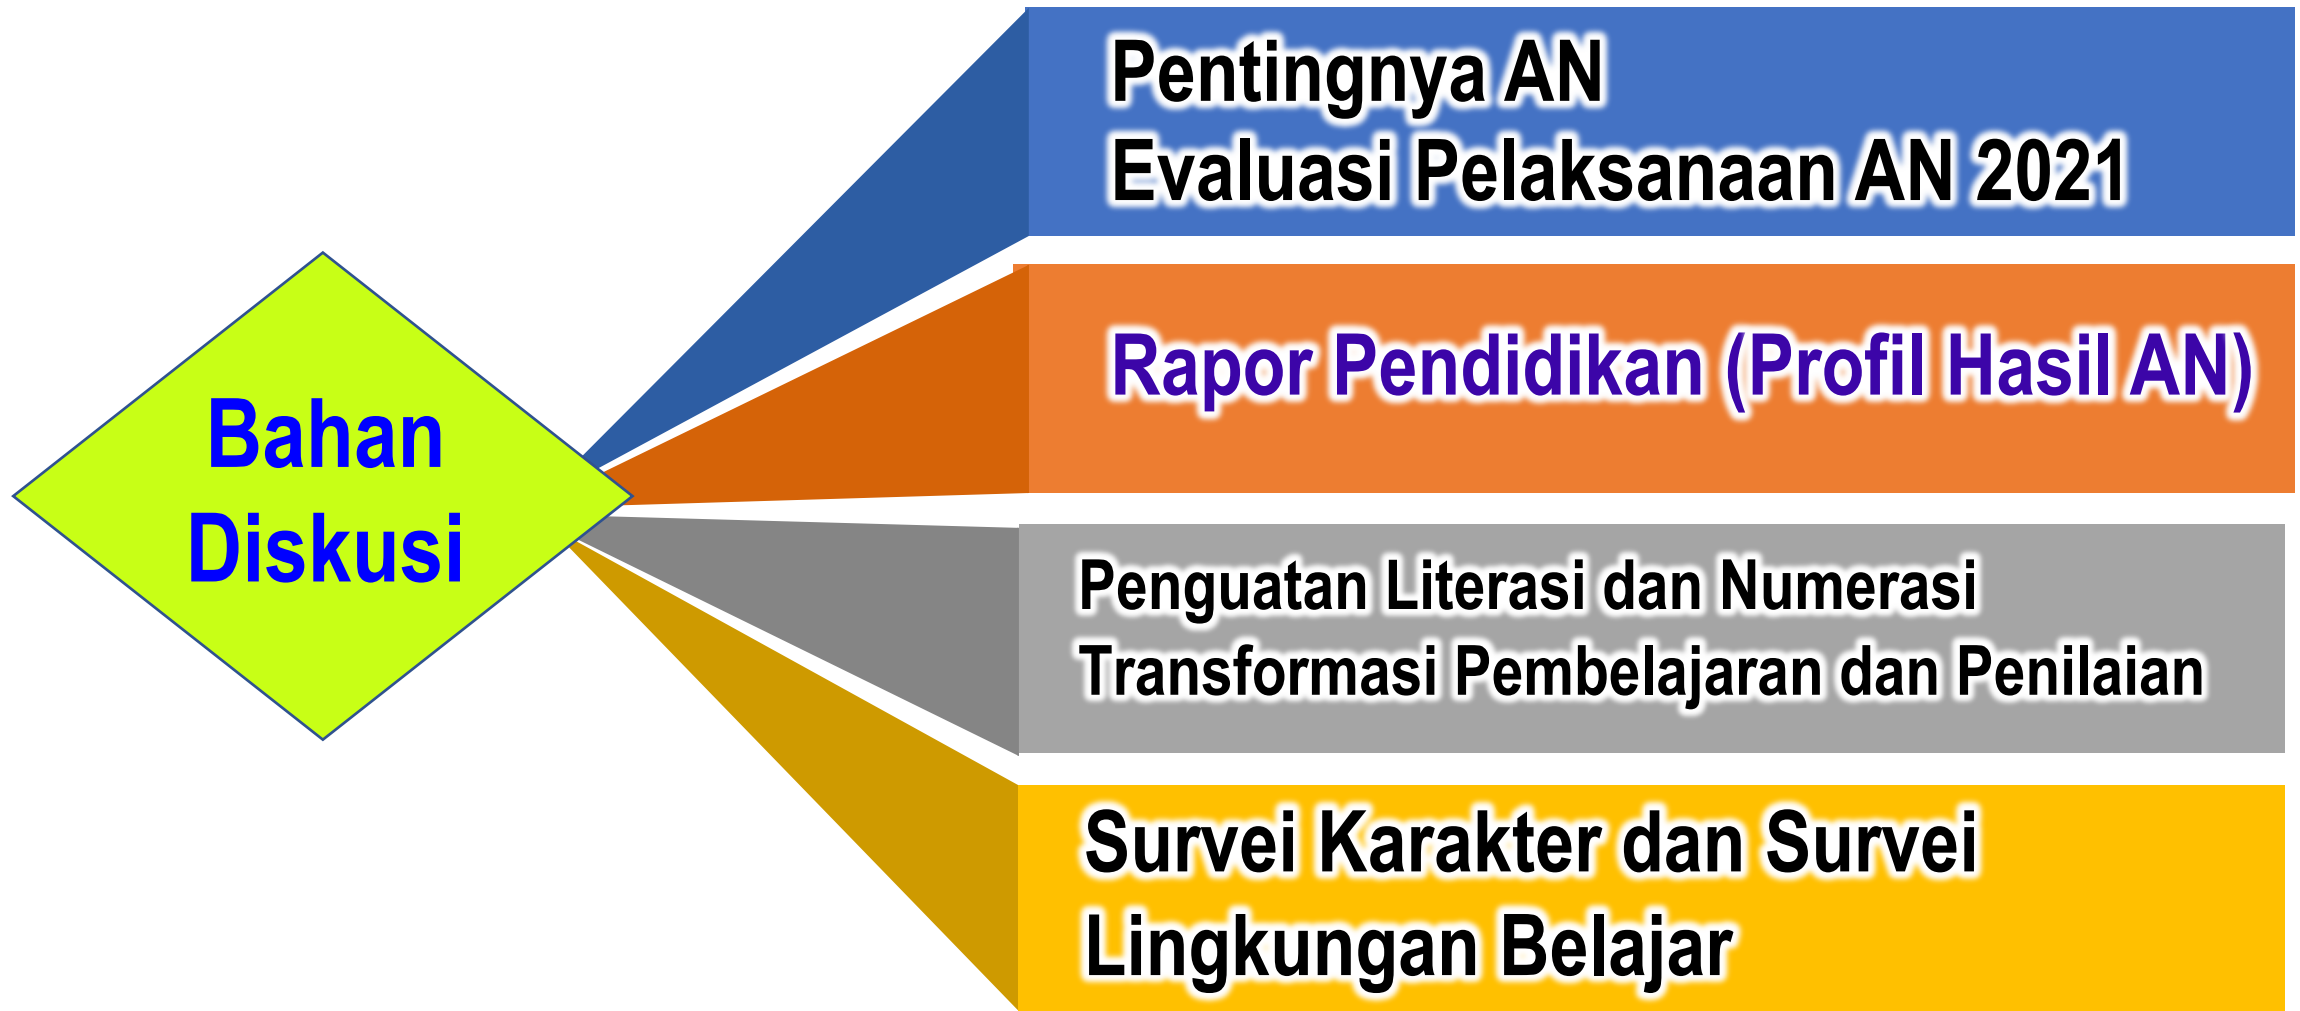 Bahan
Diskusi
Pentingnya AN
Evaluasi Pelaksanaan AN 2021
Rapor Pendidikan (Profil Hasil AN)
Penguatan Literasi dan Numerasi
Transformasi Pembelajaran dan Penilaian
Survei Karakter dan Survei
Lingkungan Belajar